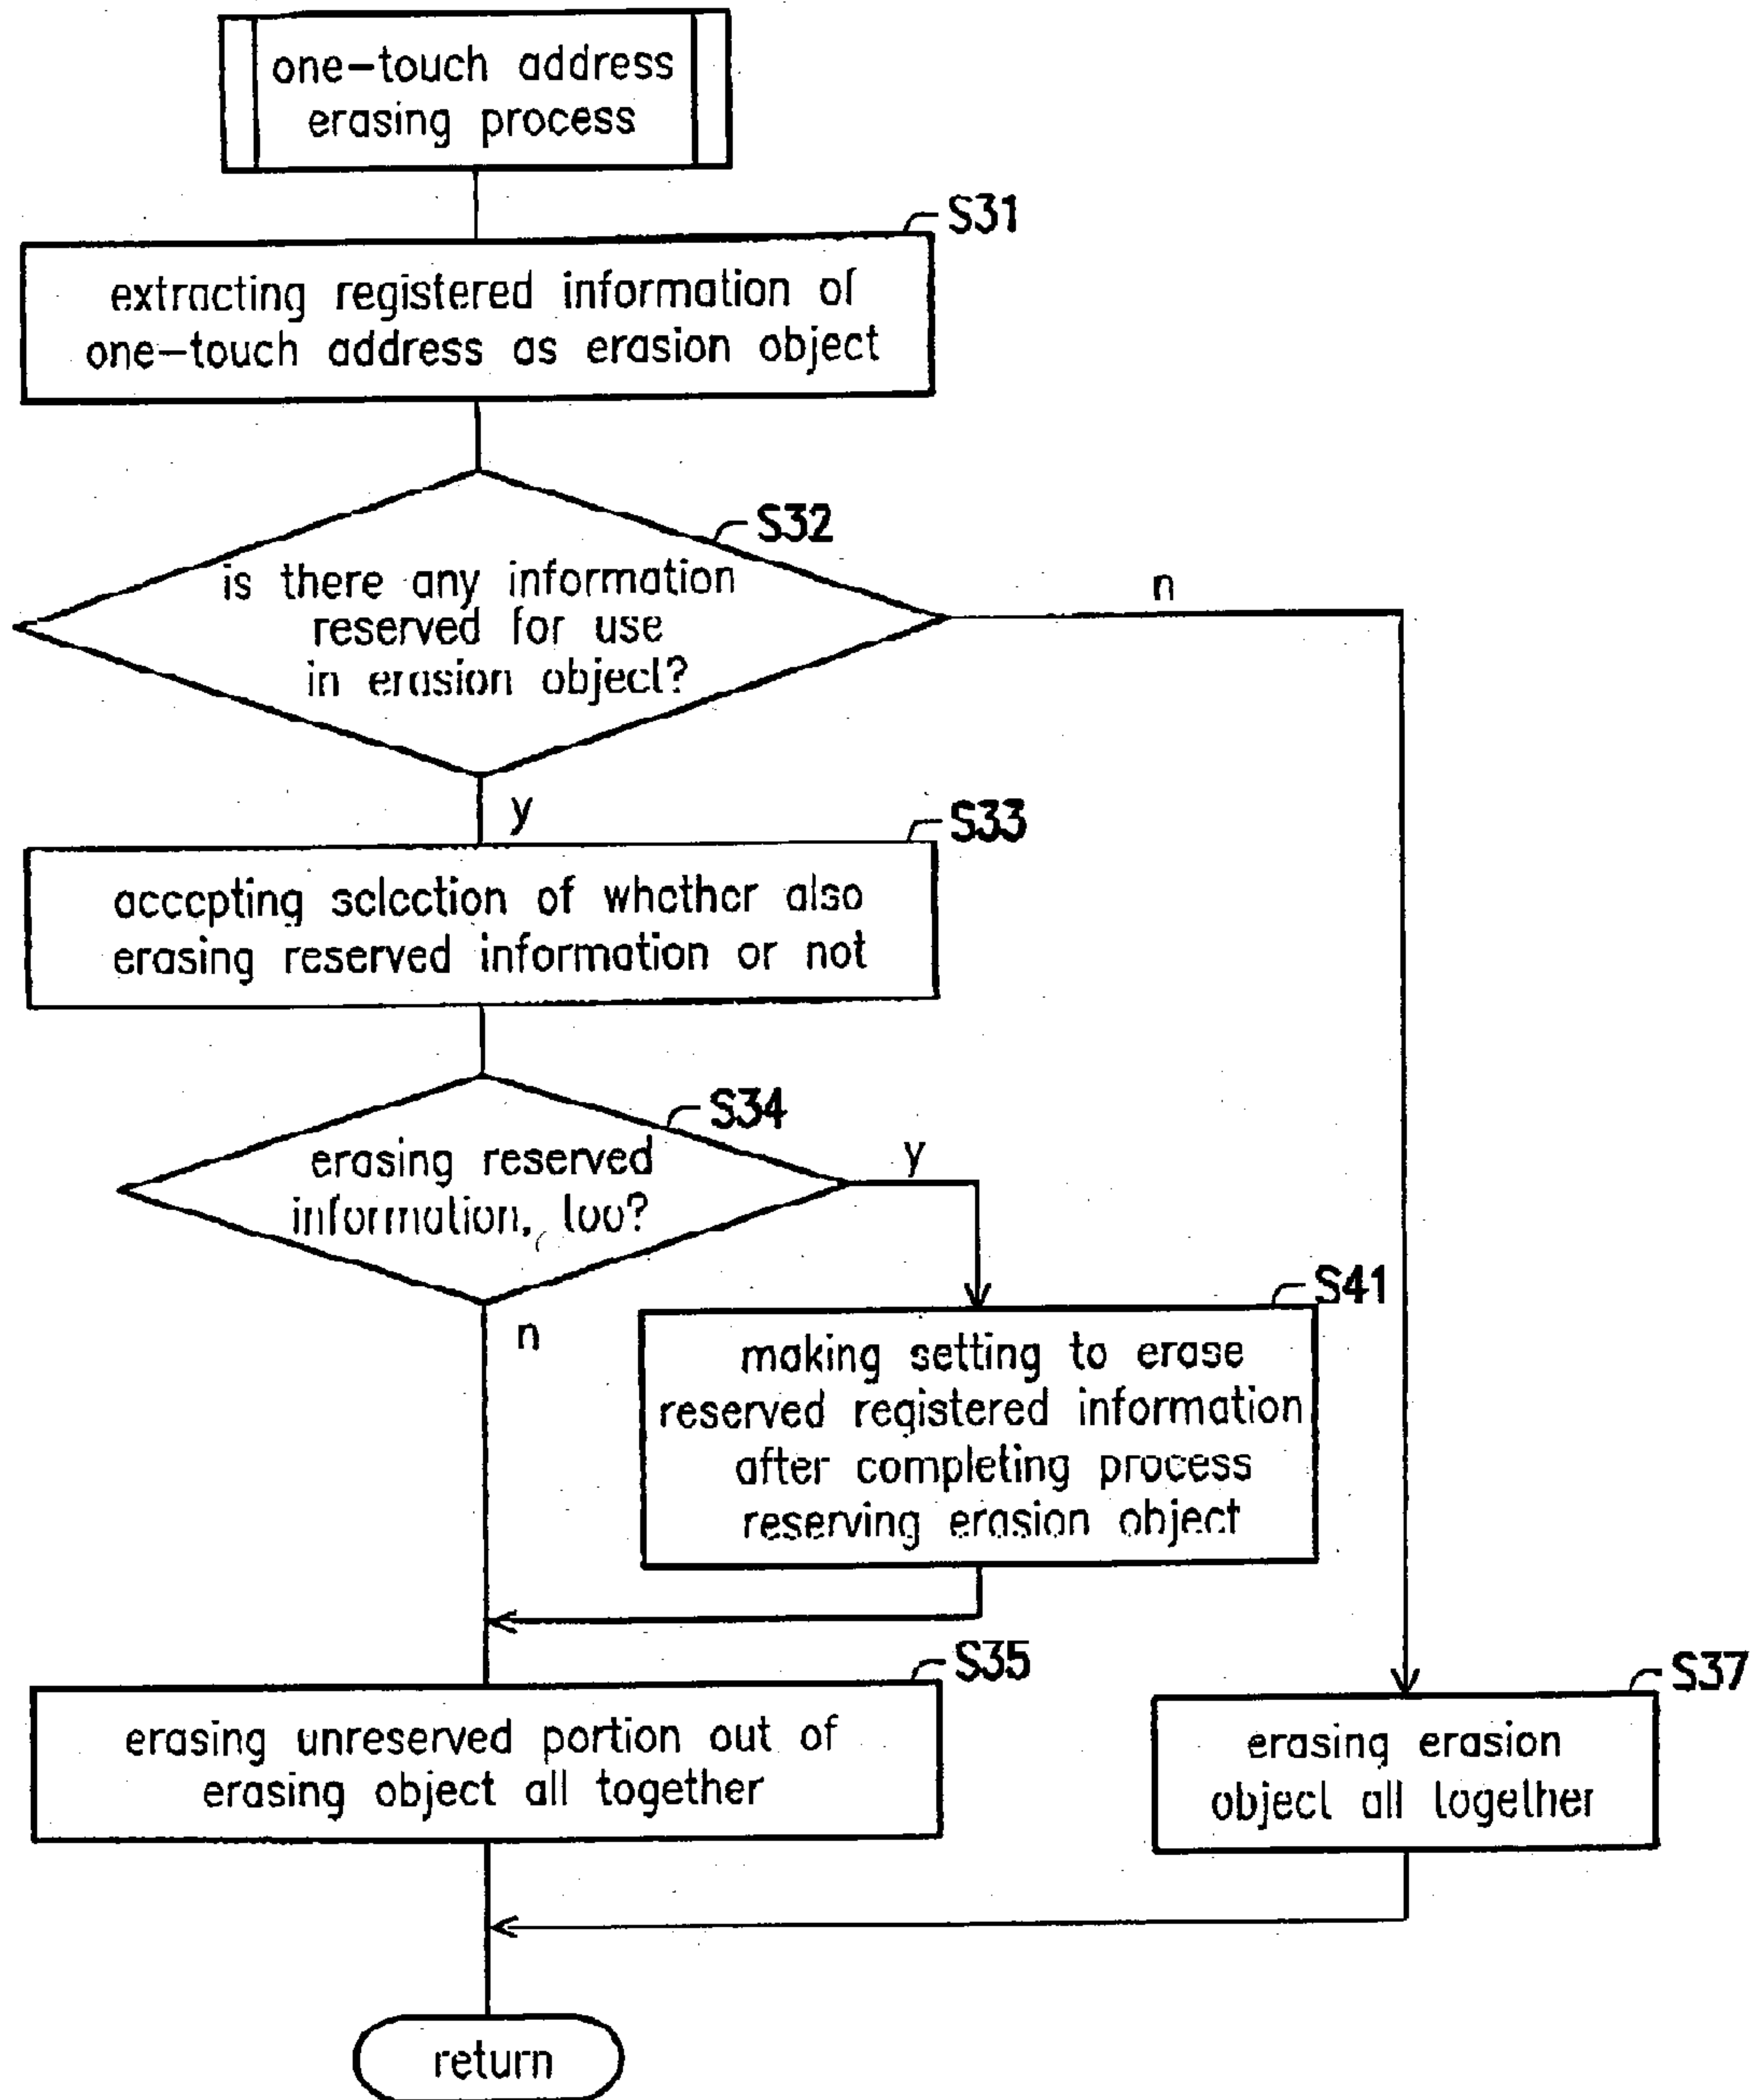 one-touch address
erasing process
S31
extracting registered information of
one-touch address as erasion object
S32
is there any information
reserved for use
in erasion object?
n
y
S33
accepting selection of whether also
erasing reserved information or not
S34
erasing reserved
information, too?
y
n
S41
making setting to erase
reserved registered information
after completing process
reserving erasion object
S35
erasing unreserved portion out of
erasing object all together
S37
erasing erasion
object all together
return